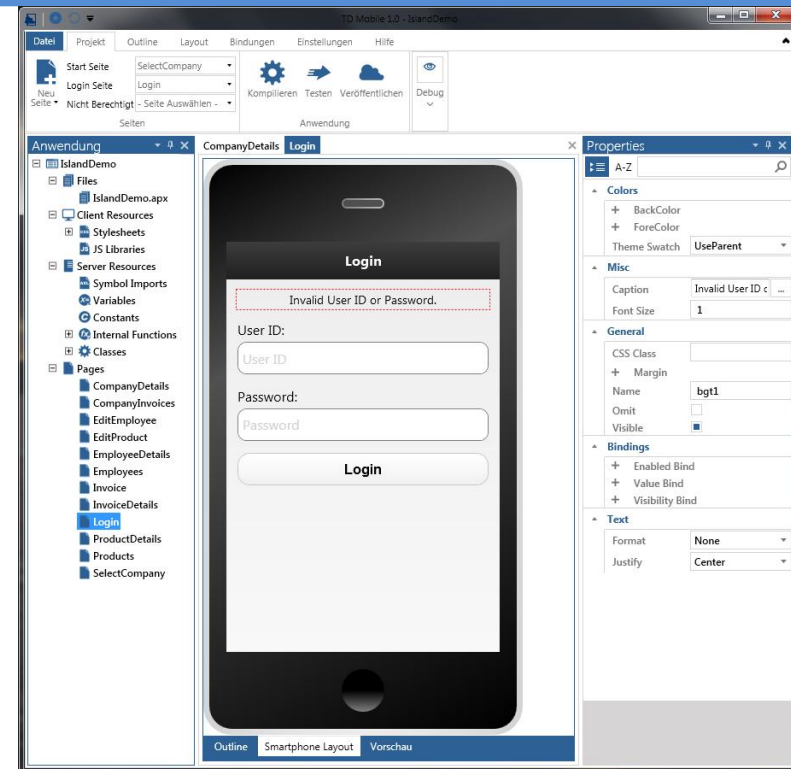 TD Mobile 1.0 - IslandDemo
Datei Projekt Outline Layout Bindungen Einstellungen Hilfe
Neu Seite
Start Seite SelectCompany
Login Seite Login
Nicht Berechtigt - Seite Auswählen -
Seiten
Kompilieren Testen Veröffentlichen
Anwendung
Debug
Anwendung
IslandDemo
Files
IslandDemo.apx
Client Resources
Stylesheets
JS Libraries
Server Resources
Symbol Imports
Variables
Constants
Internal Functions
Classes
Pages
CompanyDetails
CompanyInvoices
EditEmployee
EditProduct
EmployeeDetails
Employees
Invoice
InvoiceDetails
Login
ProductDetails
Products
SelectCompany
CompanyDetails Login
Login
Invalid User ID or Password.
User ID:
User ID
Password:
Password
Login
Outline Smartphone Layout Vorschau
Properties
A-Z
Colors
+ BackColor
+ ForeColor
Theme Swatch UseParent
Misc
Caption Invalid User ID c ...
Font Size 1
General
CSS Class
+ Margin
Name bgt1
Omit
Visible
Bindings
+ Enabled Bind
+ Value Bind
+ Visibility Bind
Text
Format None
Justify Center